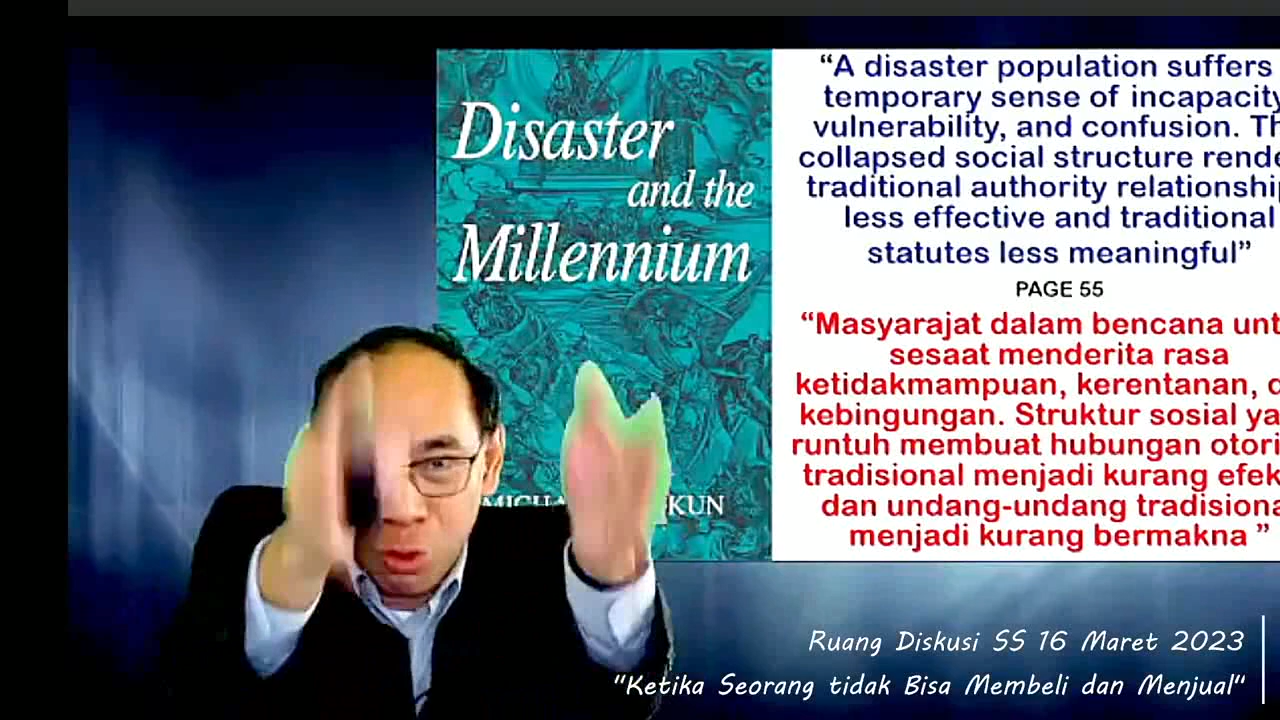 Disaster
and the
Millennium
KUN
“A disaster population suffers
temporary sense of incapacity
vulnerability, and confusion. Th
collapsed social structure rende
traditional authority relationship
less effective and traditional
statutes less meaningful”
PAGE 55
“Masyarajat dalam bencana unt
sesaat menderita rasa
ketidakmampuan, kerentanan, d
kebingungan. Struktur sosial ya
runtuh membuat hubungan otori
tradisional menjadi kurang efek
dan undang-undang tradisiona
menjadi kurang bermakna ”
Ruang Diskusi SS 16 Maret 2023
“Ketika Seorang tidak Bisa Membeli dan Menjual”